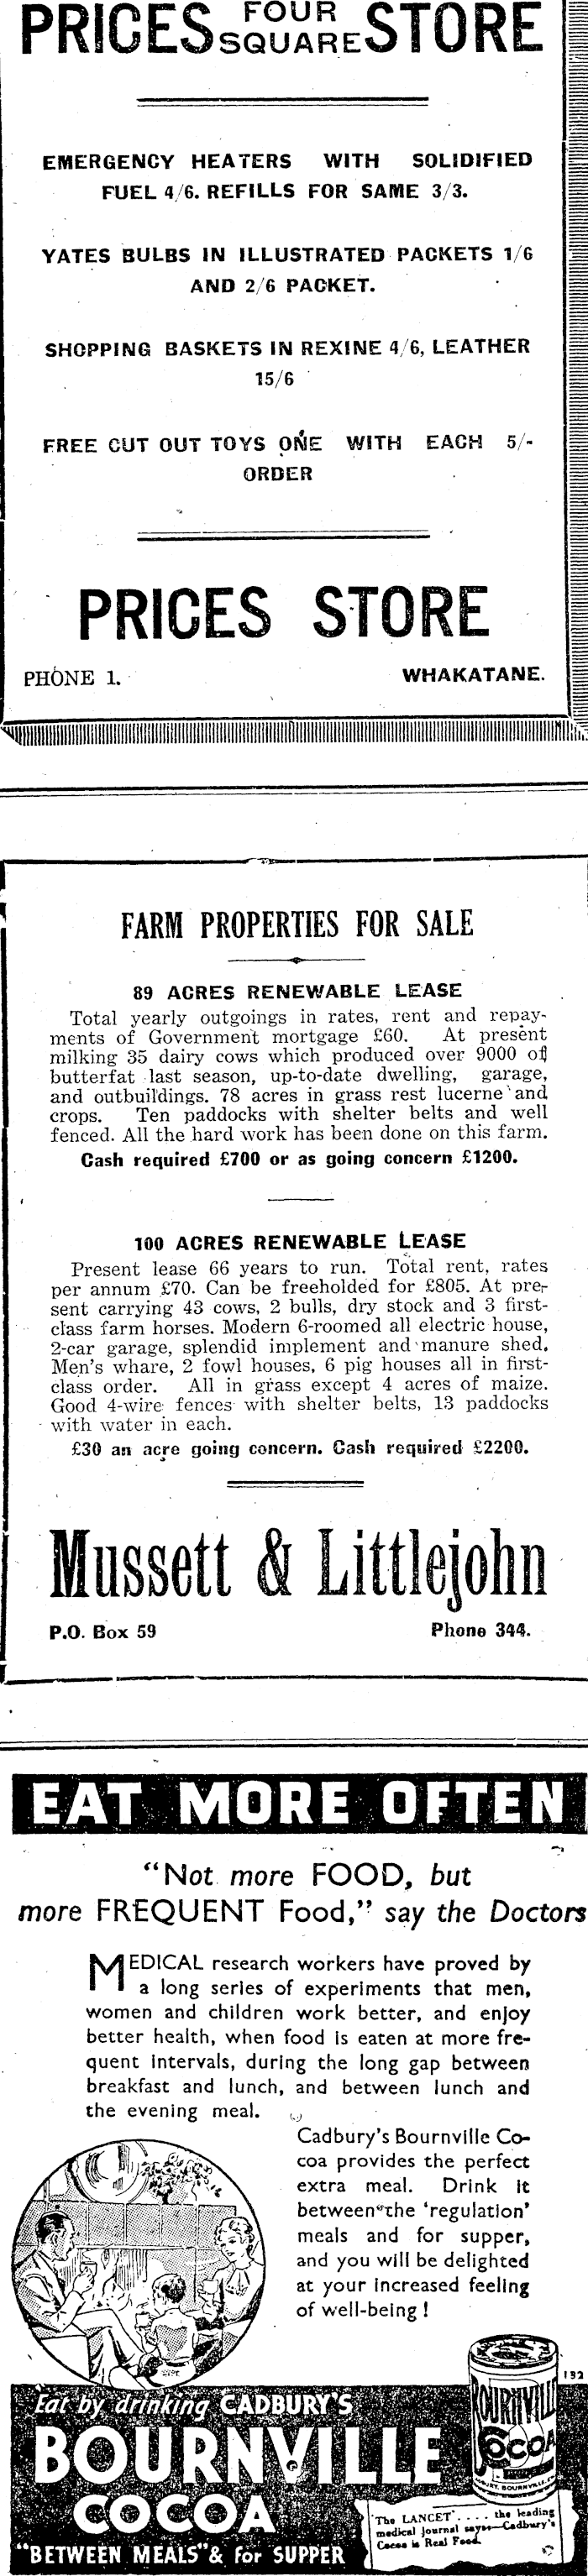 PRICES FOUR SQUARE STORE
EMERGENCY HEATERS WITH SOLIDIFIED
FUEL 4/6. REFILLS FOR SAME 3/3.
YATES BULBS IN ILLUSTRATED PACKETS 1/6
AND 2/6 PACKET.
SHOPPING BASKETS IN REXINE 4/6, LEATHER
15/6
FREE CUT OUT TOYS ONE WITH EACH 5/-
ORDER
PRICES STORE
PHONE 1. WHAKATANE.
FARM PROPERTIES FOR SALE
89 ACRES RENEWABLE LEASE
Total yearly outgoings in rates, rent and repay-
ments of Government mortgage £60. At present
milking 35 dairy cows which produced over 9000 of
butterfat last season, up-to-date dwelling, garage,
and outbuildings. 78 acres in grass rest lucerne and
crops. Ten paddocks with shelter belts and well
fenced. All the hard work has been done on this farm.
Cash required £700 or as going concern £1200.
100 ACRES RENEWABLE LEASE
Present lease 66 years to run. Total rent, rates
per annum £70. Can be freeholded for £805. At pre-
sent carrying 43 cows, 2 bulls, dry stock and 3 first-
class farm horses. Modern 6-roomed all electric house,
2-car garage, splendid implement and manure shed.
Men's whare, 2 fowl houses, 6 pig houses all in first-
class order. All in grass except 4 acres of maize.
Good 4-wire fences with shelter belts, 13 paddocks
with water in each.
£30 an acre going concern. Cash required £2200.
Mussett & Littlejohn
P.O. Box 59 Phone 344.
EAT MORE OFTEN
"Not more FOOD, but
more FREQUENT Food," say the Doctors
MEDICAL research workers have proved by
a long series of experiments that men,
women and children work better, and enjoy
better health, when food is eaten at more fre-
quent intervals, during the long gap between
breakfast and lunch, and between lunch and
the evening meal.
Cadbury's Bournville Co-
coa provides the perfect
extra meal. Drink it
between the 'regulation'
meals and for supper,
and you will be delighted
at your increased feeling
of well-being!
132
Eat by drinking CADBURY'S
BOURNVILLE
COCOA
"BETWEEN MEALS" & for SUPPER
BOURNVILLE
COCOA
'The LANCET' . . . . the leading
medical journal says—Cadbury's
Cocoa is Real Food.